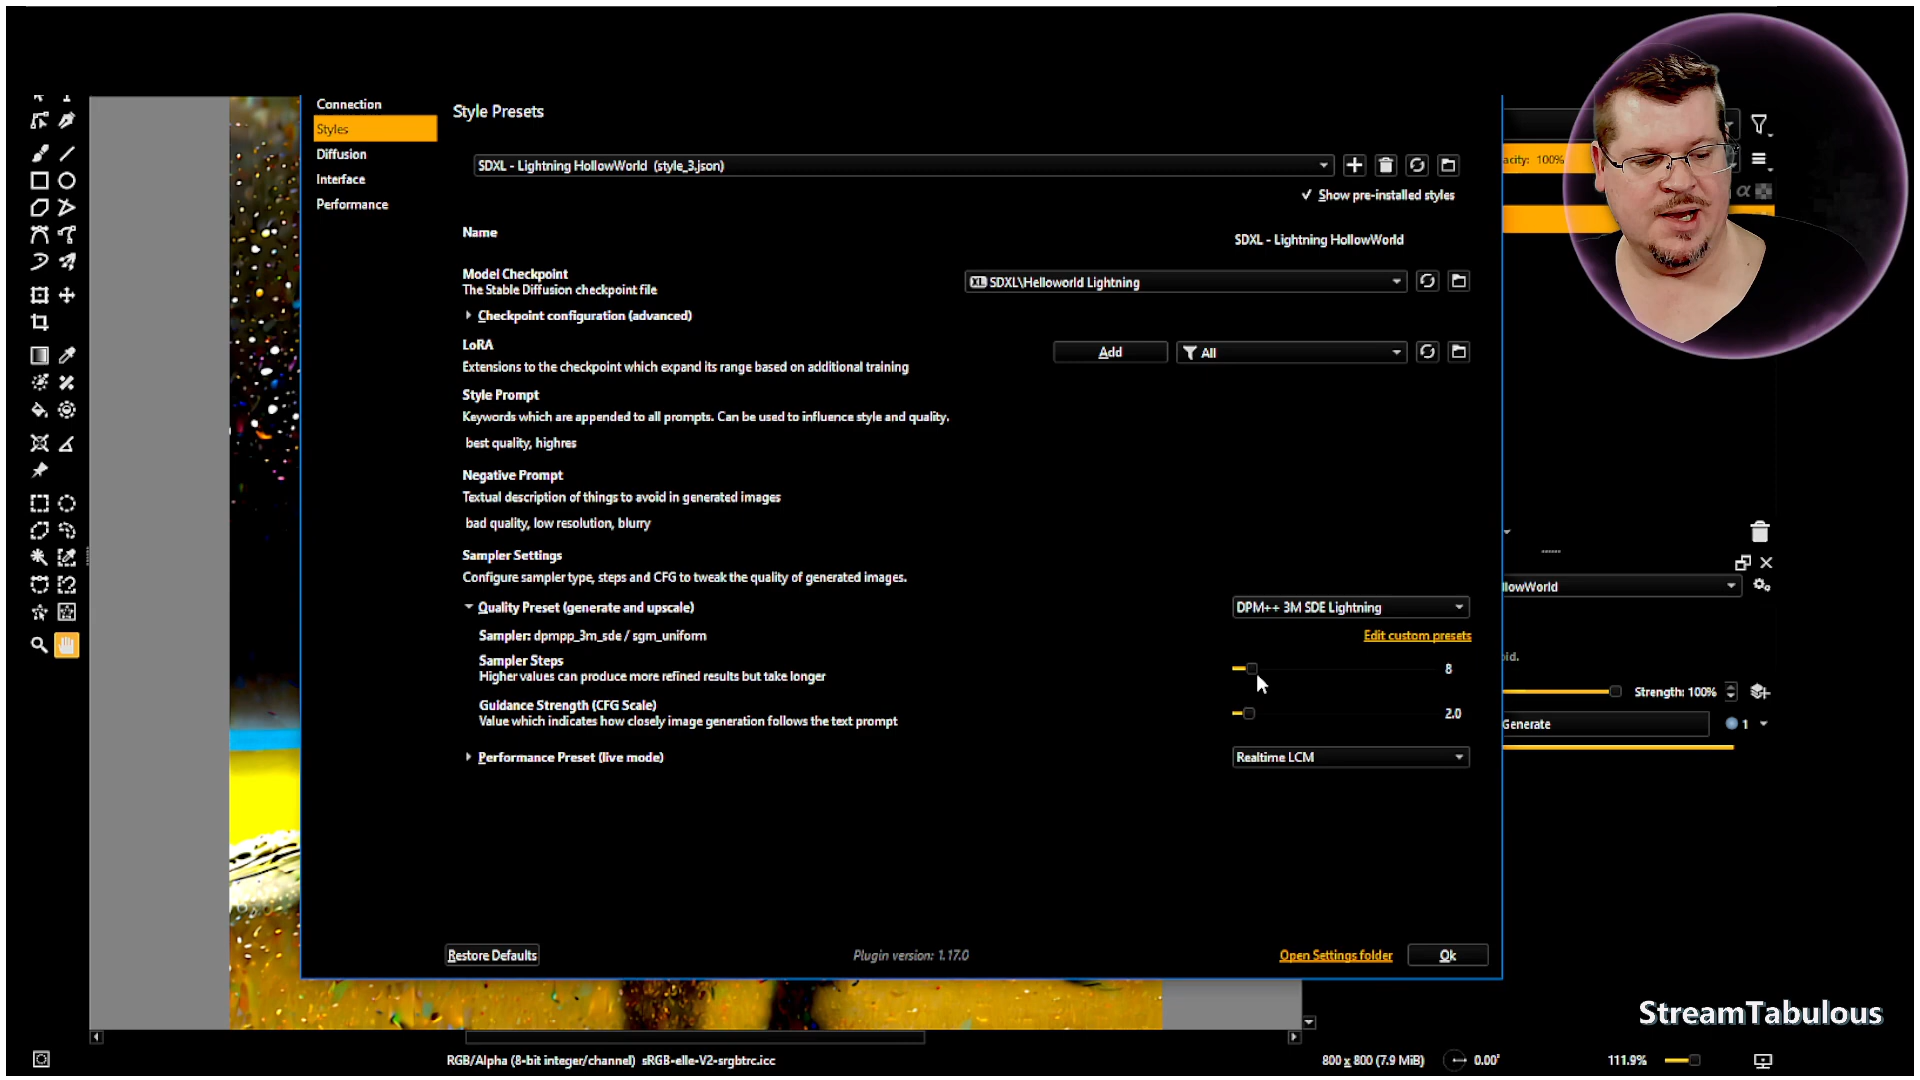 Connection
Styles
Diffusion
Interface
Performance
Style Presets
SDXL - Lightning HollowWorld (style_3.json)
Show pre-installed styles
Name
SDXL - Lightning HollowWorld
Model Checkpoint
The Stable Diffusion checkpoint file
XL SDXL\Helloworld Lightning
Checkpoint configuration (advanced)
LoRA
Extensions to the checkpoint which expand its range based on additional training
Add
All
Style Prompt
Keywords which are appended to all prompts. Can be used to influence style and quality.
best quality, highres
Negative Prompt
Textual description of things to avoid in generated images
bad quality, low resolution, blurry
Sampler Settings
Configure sampler type, steps and CFG to tweak the quality of generated images.
Quality Preset (generate and upscale)
DPM++ 3M SDE Lightning
Sampler: dpmpp_3m_sde / sgm_uniform
Edit custom presets
Sampler Steps
Higher values can produce more refined results but take longer
8
Guidance Strength (CFG Scale)
Value which indicates how closely image generation follows the text prompt
2.0
Performance Preset (live mode)
Realtime LCM
Restore Defaults
Plugin version: 1.17.0
Open Settings folder
Ok
acity: 100%
llowWorld
oid.
Strength: 100%
Generate
1
StreamTabulous
RGB/Alpha (8-bit integer/channel) sRGB-elle-V2-srgbtrc.icc
800 x 800 (7.9 MiB)
0.00°
111.9%